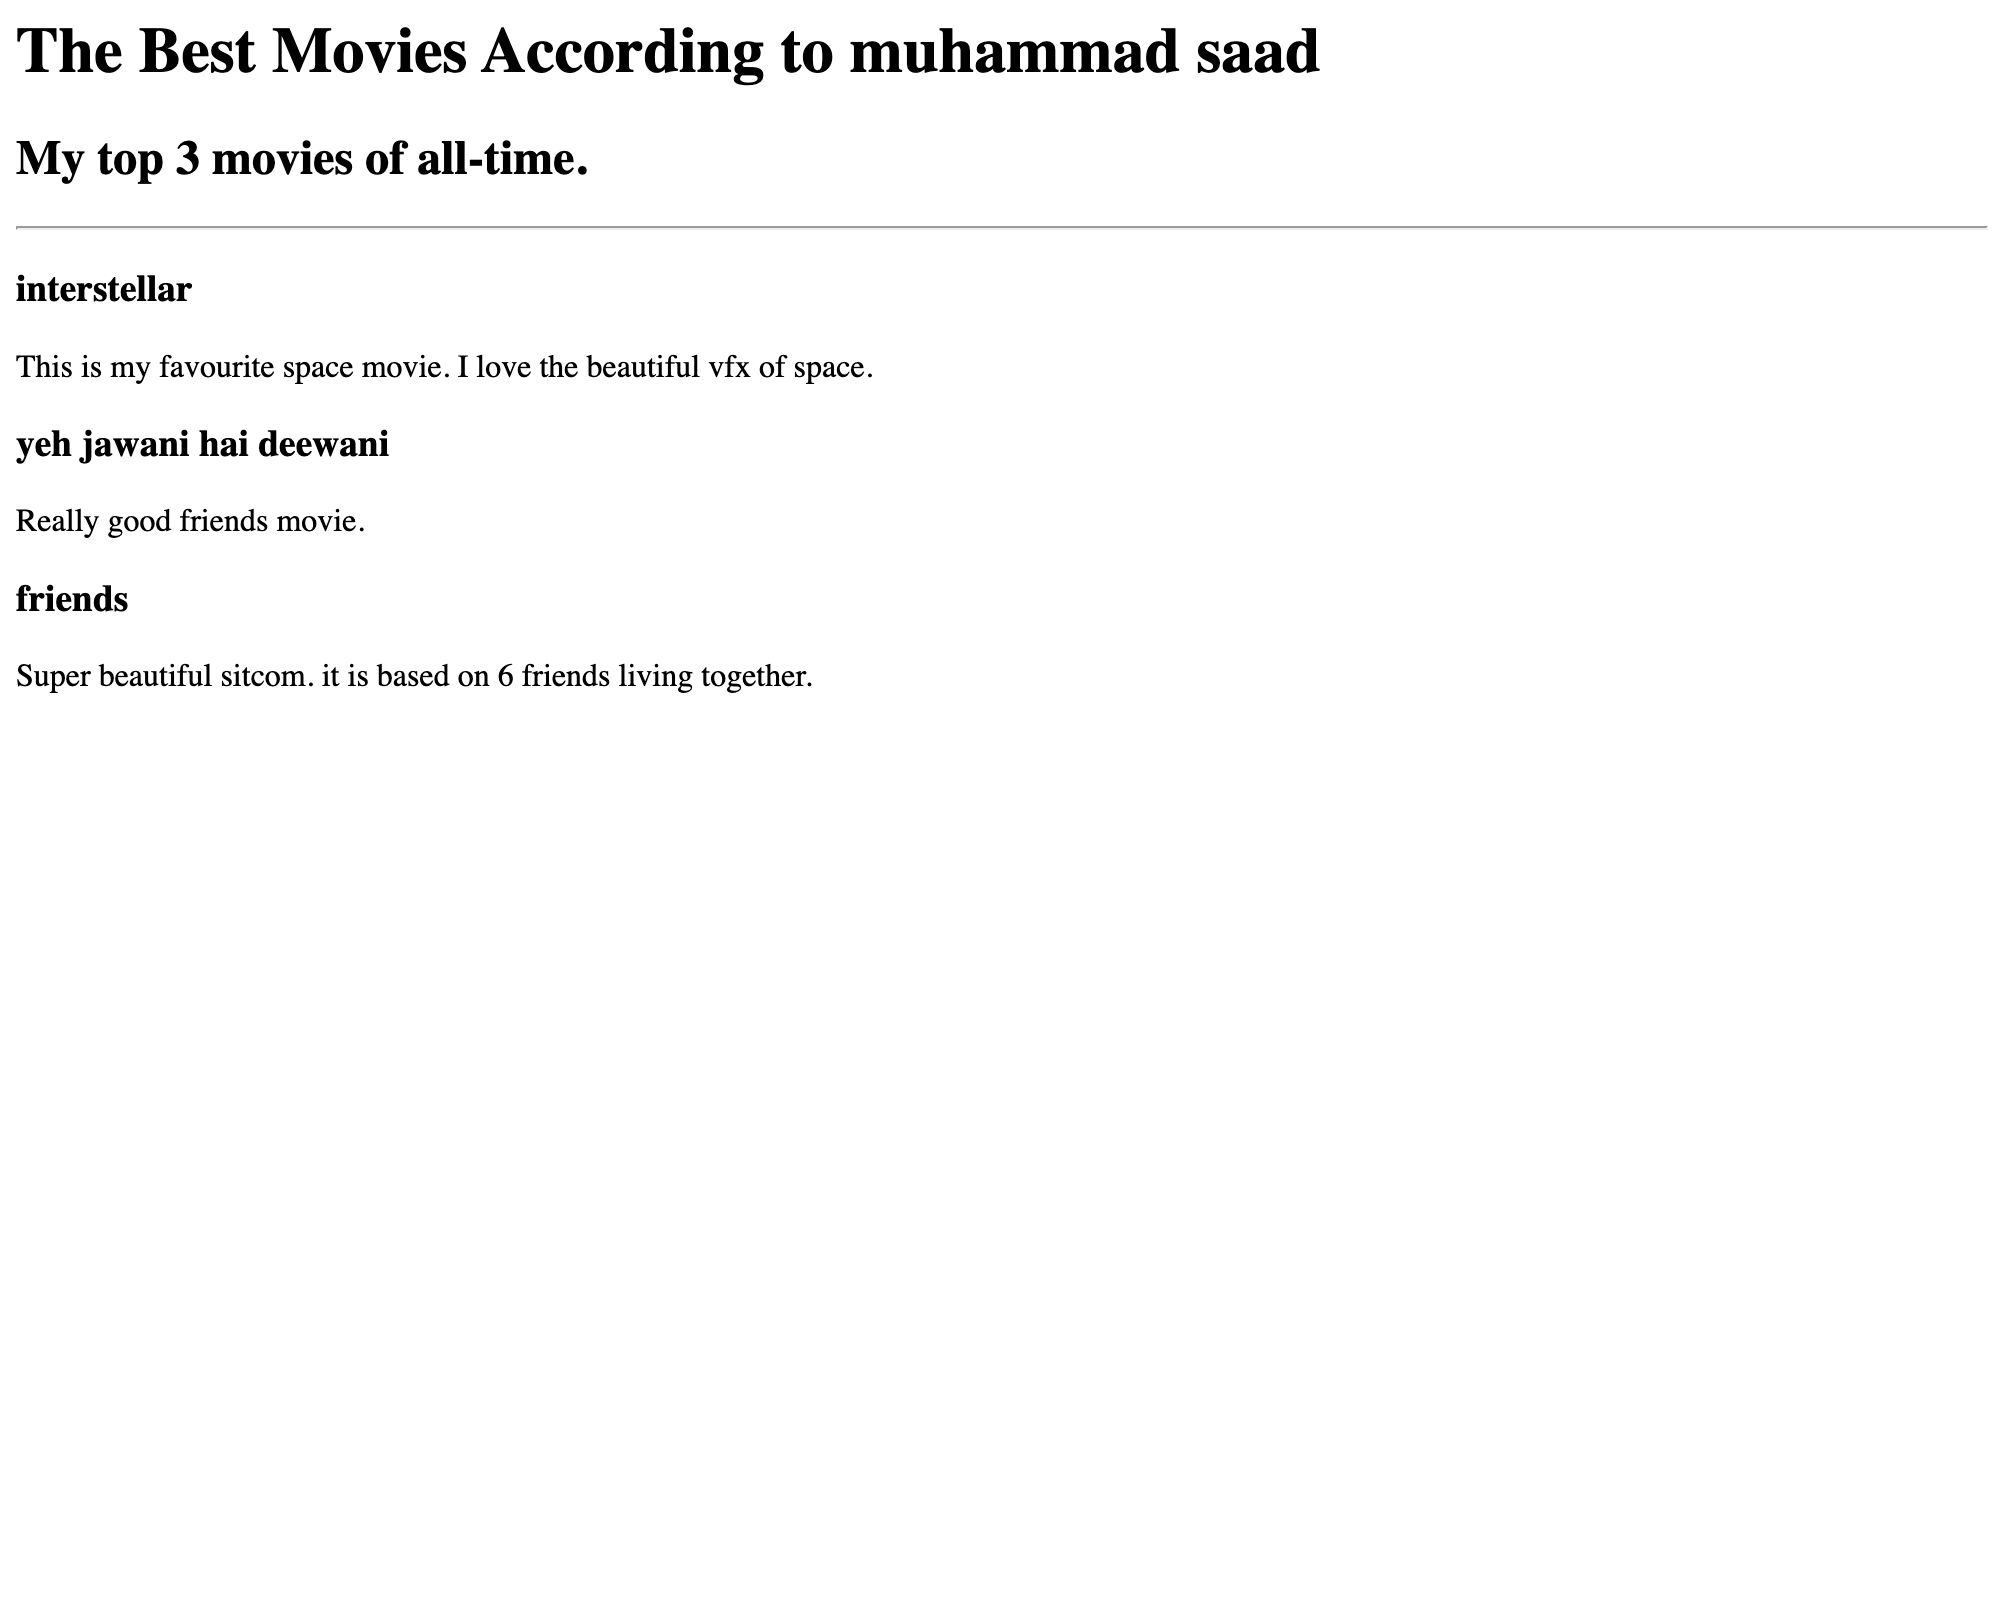 The Best Movies According to muhammad saad
My top 3 movies of all-time.
interstellar
This is my favourite space movie. I love the beautiful vfx of space.
yeh jawani hai deewani
Really good friends movie.
friends
Super beautiful sitcom. it is based on 6 friends living together.